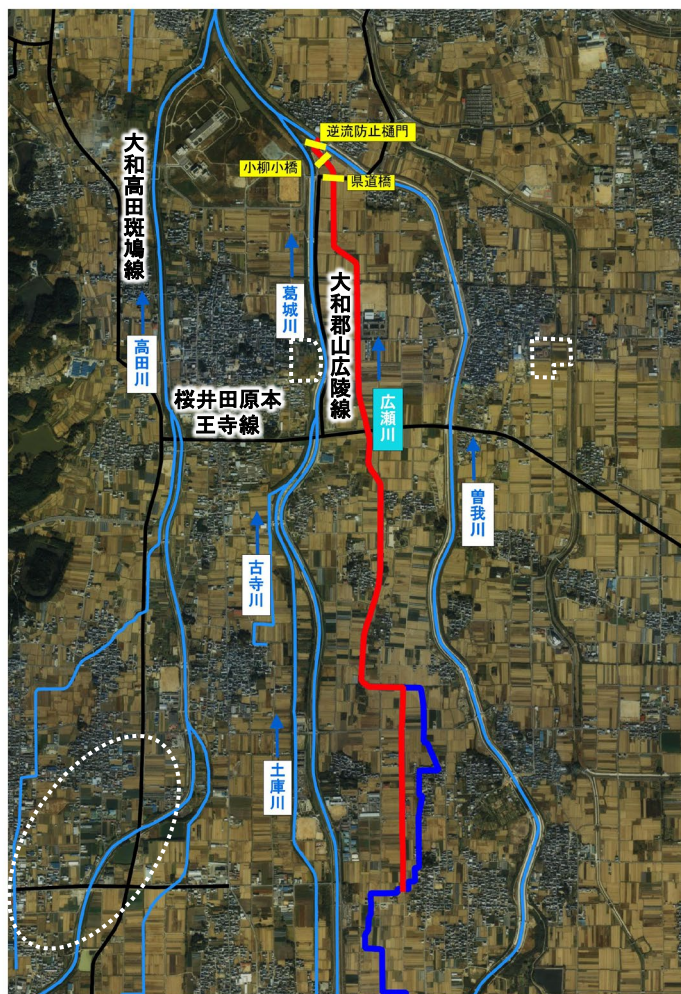 逆流防止樋門
小柳小橋
県道橋
大和高田斑鳩線
葛城川
大和郡山広陵線
高田川
桜井田原本
王寺線
広瀬川
曽我川
古寺川
土庫川